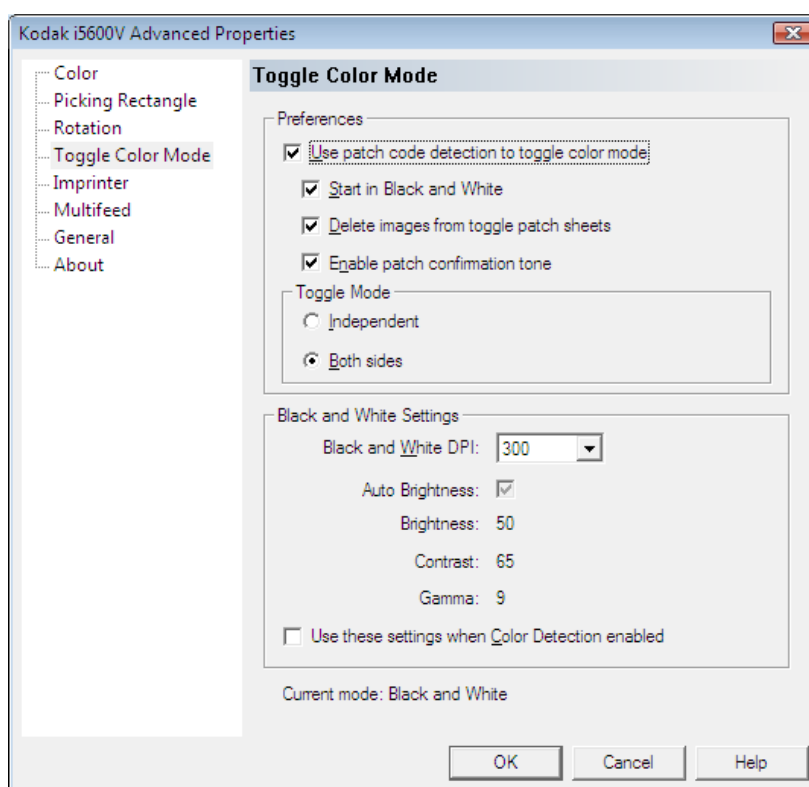 Kodak i5600V Advanced Properties
Color
Picking Rectangle
Rotation
Toggle Color Mode
Imprinter
Multifeed
General
About
Toggle Color Mode
Preferences
Use patch code detection to toggle color mode
Start in Black and White
Delete images from toggle patch sheets
Enable patch confirmation tone
Toggle Mode
Independent
Both sides
Black and White Settings
Black and White DPI: 300
Auto Brightness:
Brightness: 50
Contrast: 65
Gamma: 9
Use these settings when Color Detection enabled
Current mode: Black and White
OK Cancel Help